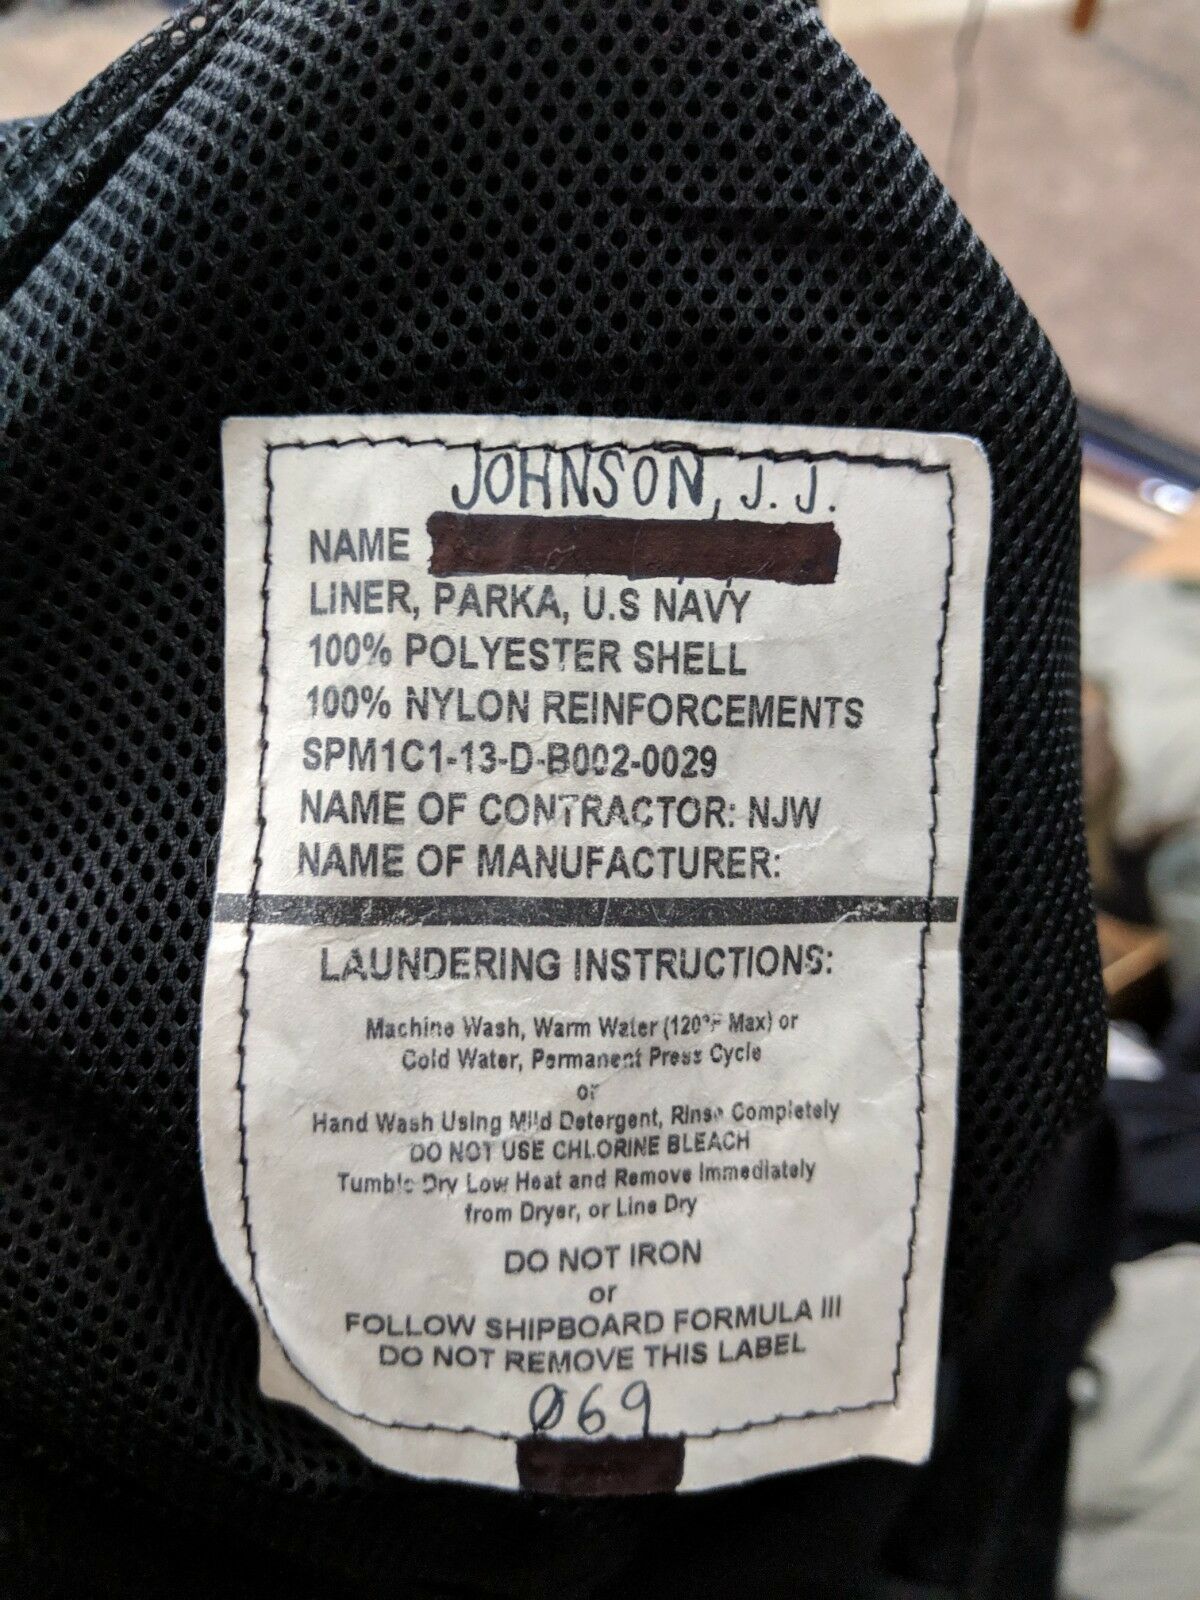 JOHNSON, J. J.
NAME
LINER, PARKA, U.S NAVY
100% POLYESTER SHELL
100% NYLON REINFORCEMENTS
SPM1C1-13-D-B002-0029
NAME OF CONTRACTOR: NJW
NAME OF MANUFACTURER:
LAUNDERING INSTRUCTIONS:
Machine Wash, Warm Water (120°F Max) or
Cold Water, Permanent Press Cycle
or
Hand Wash Using Mild Detergent, Rinse Completely
DO NOT USE CHLORINE BLEACH
Tumble Dry Low Heat and Remove Immediately
from Dryer, or Line Dry
DO NOT IRON
or
FOLLOW SHIPBOARD FORMULA III
DO NOT REMOVE THIS LABEL
069